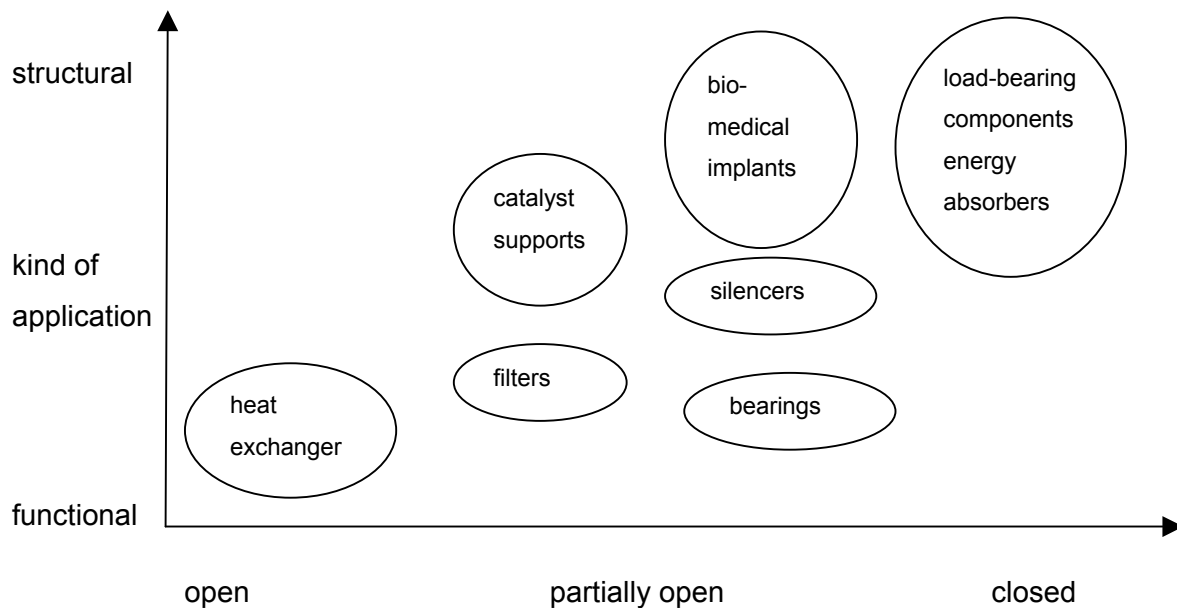 structural
kind of
application
functional
bio-
medical
implants
load-bearing
components
energy
absorbers
catalyst
supports
silencers
filters
bearings
heat
exchanger
open
partially open
closed